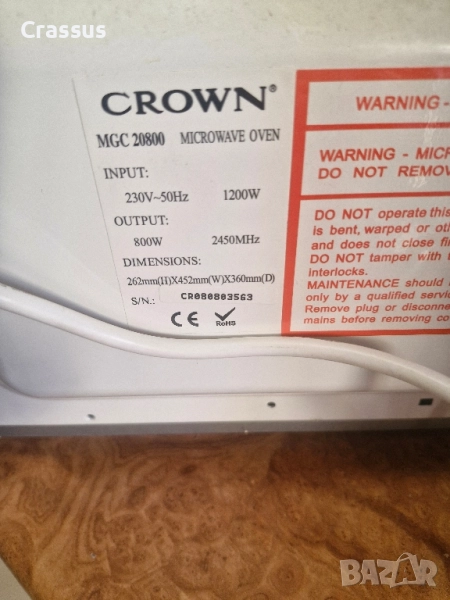 Crassus
CROWN®
MGC 20800 MICROWAVE OVEN
INPUT:
230V~50Hz 1200W
OUTPUT:
800W 2450MHz
DIMENSIONS:
262mm(H)X452mm(W)X360mm(D)
S/N.: CR080803563
CE RoHS
WARNING -
WARNING - MICR
DO NOT REMOV
DO NOT operate this
is bent, warped or oth
and does not close fi
DO NOT tamper with
interlocks.
MAINTENANCE should
only by a qualified servic
Remove plug or disconne
mains before removing co
BAZAR